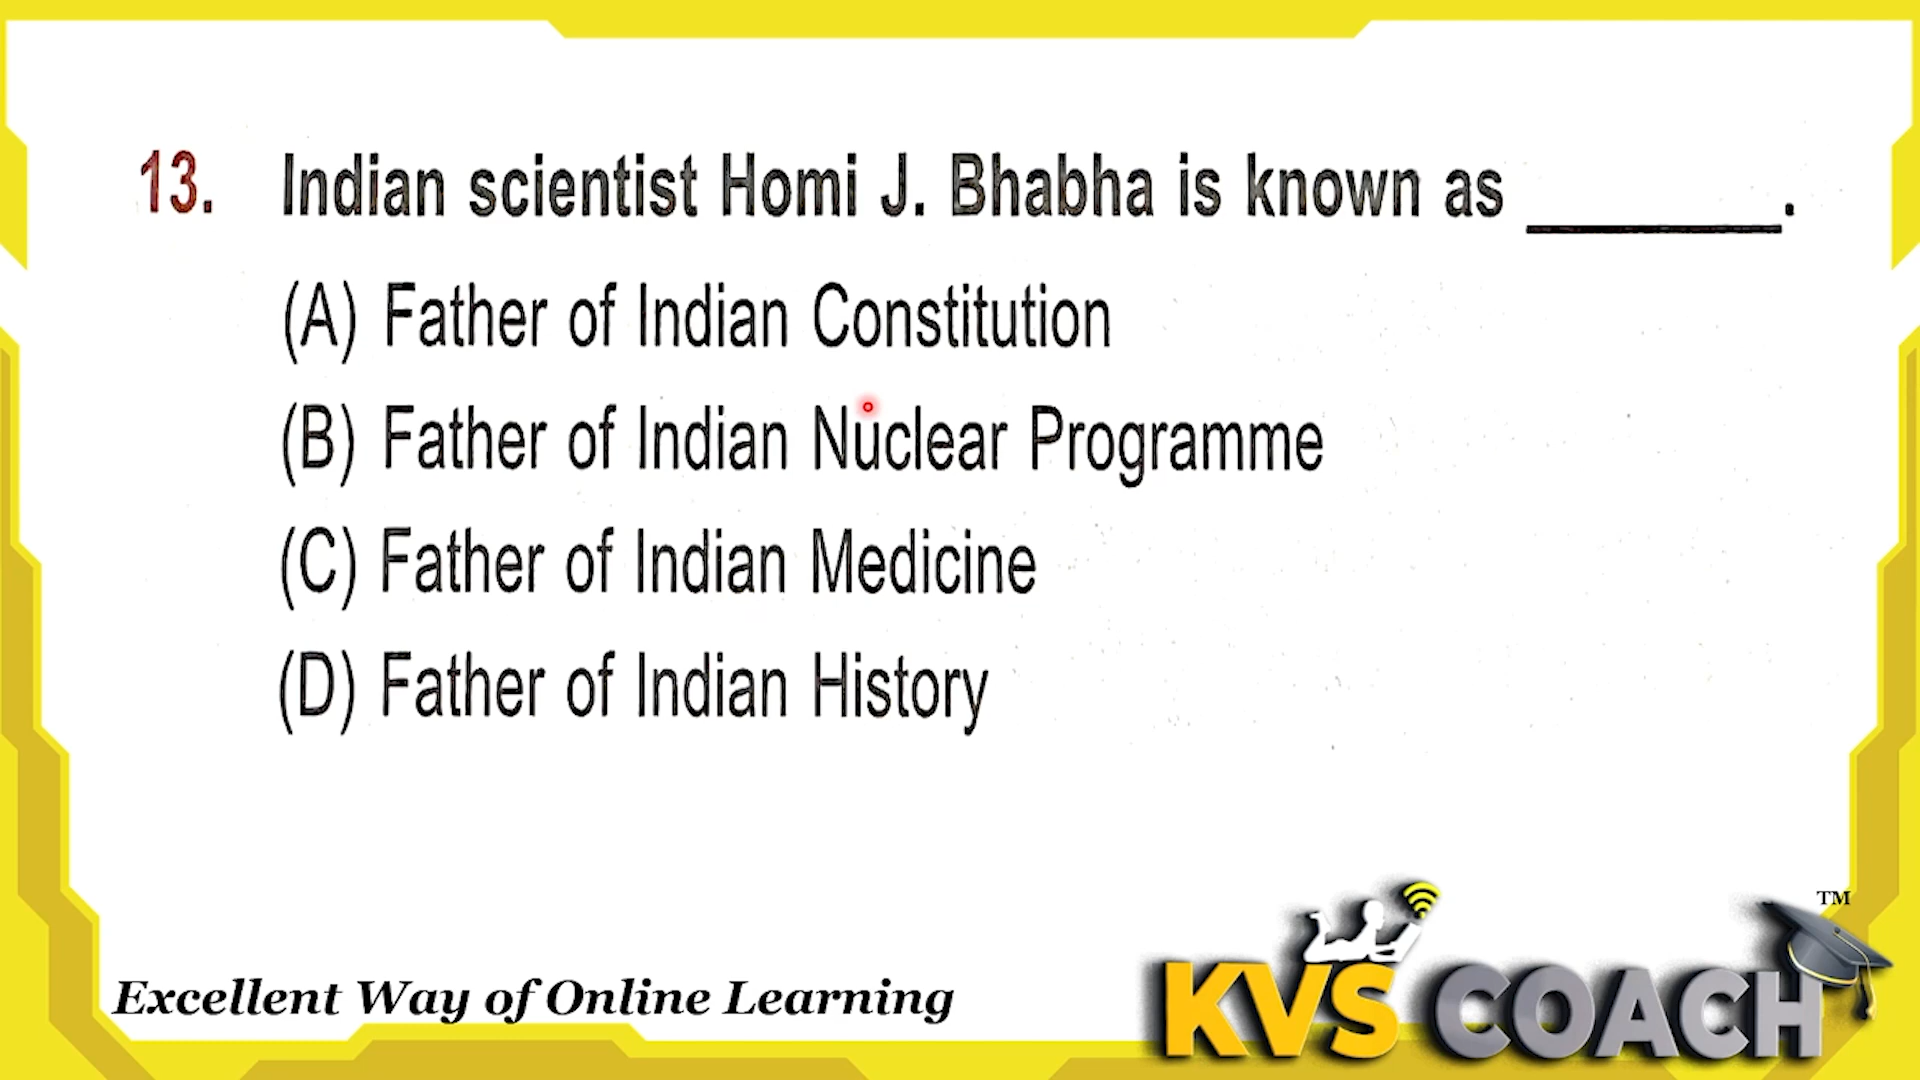 13. Indian scientist Homi J. Bhabha is known as ________.
(A) Father of Indian Constitution
(B) Father of Indian Nuclear Programme
(C) Father of Indian Medicine
(D) Father of Indian History
Excellent Way of Online Learning
KVS COACH TM